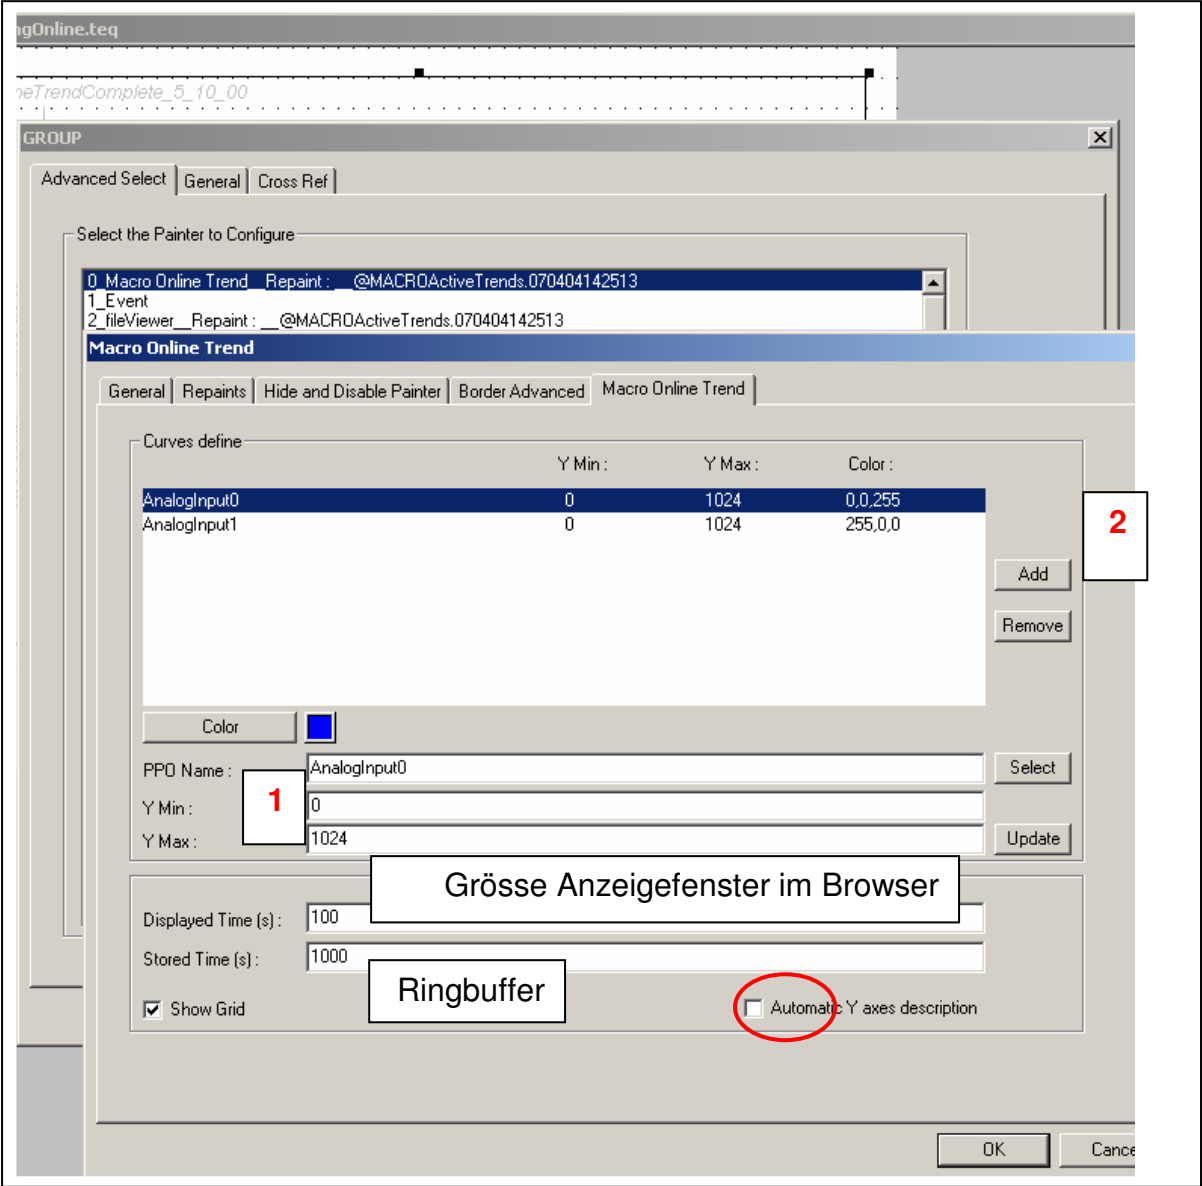 ngOnline.teq
neTrendComplete_5_10_00
GROUP
Advanced Select General Cross Ref
Select the Painter to Configure
0_Macro Online Trend__Repaint : __@MACROActiveTrends.070404142513
1_Event
2_fileViewer__Repaint : __@MACROActiveTrends.070404142513
Macro Online Trend
General Repaints Hide and Disable Painter Border Advanced Macro Online Trend
Curves define
Y Min : Y Max : Color :
AnalogInput0 0 1024 0,0,255
AnalogInput1 0 1024 255,0,0
2
Add
Remove
Color
PPO Name : AnalogInput0 Select
1
Y Min : 0
Y Max : 1024 Update
Grösse Anzeigefenster im Browser
Displayed Time (s) : 100
Stored Time (s) : 1000
Ringbuffer
Show Grid Automatic Y axes description
OK Cance